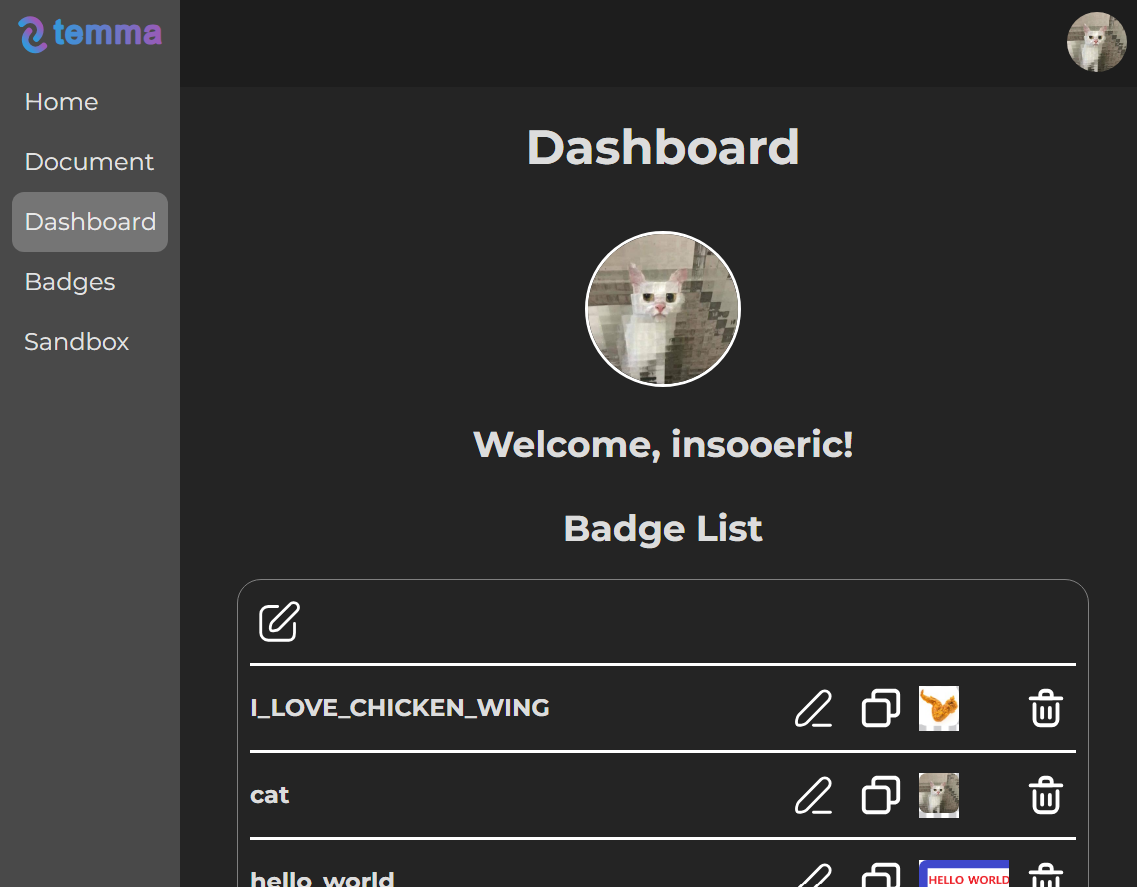 temma
Home
Document
Dashboard
Badges
Sandbox
Dashboard
Welcome, insooeric!
Badge List
I_LOVE_CHICKEN_WING
cat
hello_world
HELLO WORLD